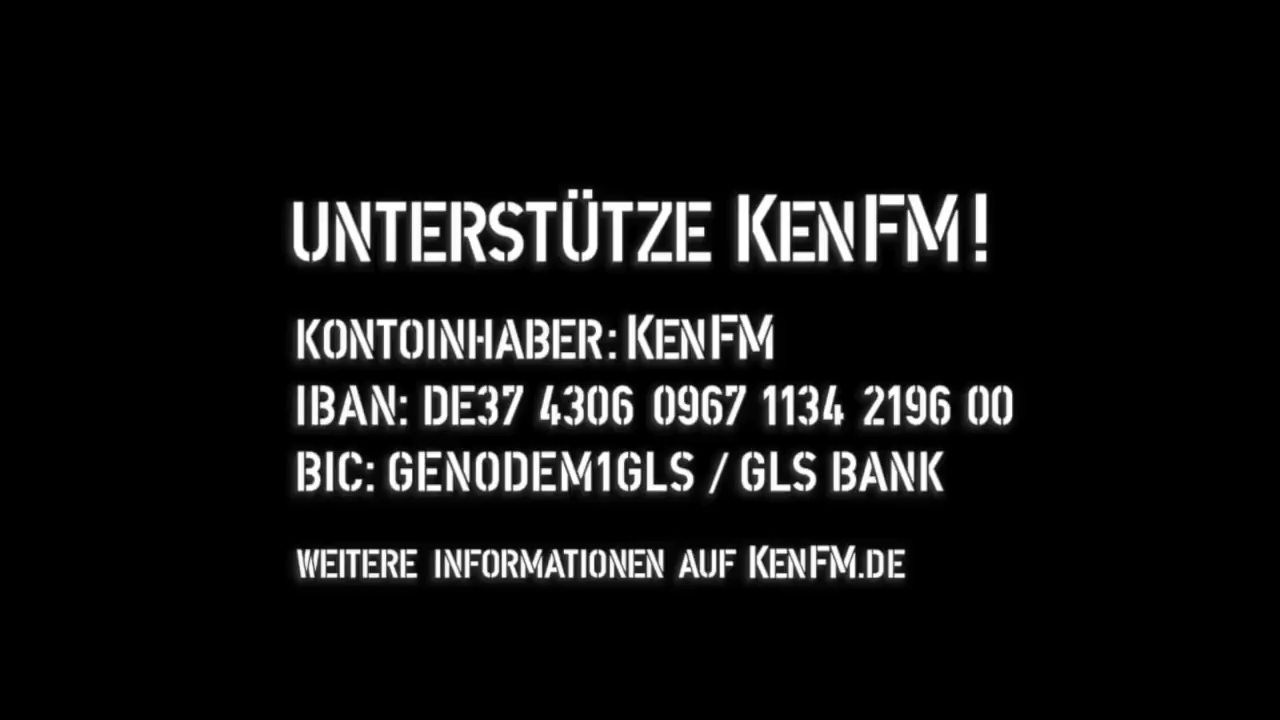 UNTERSTÜTZE KENFM!
KONTOINHABER: KENFM
IBAN: DE37 4306 0967 1134 2196 00
BIC: GENODEM1GLS / GLS BANK
WEITERE INFORMATIONEN AUF KENFM.DE